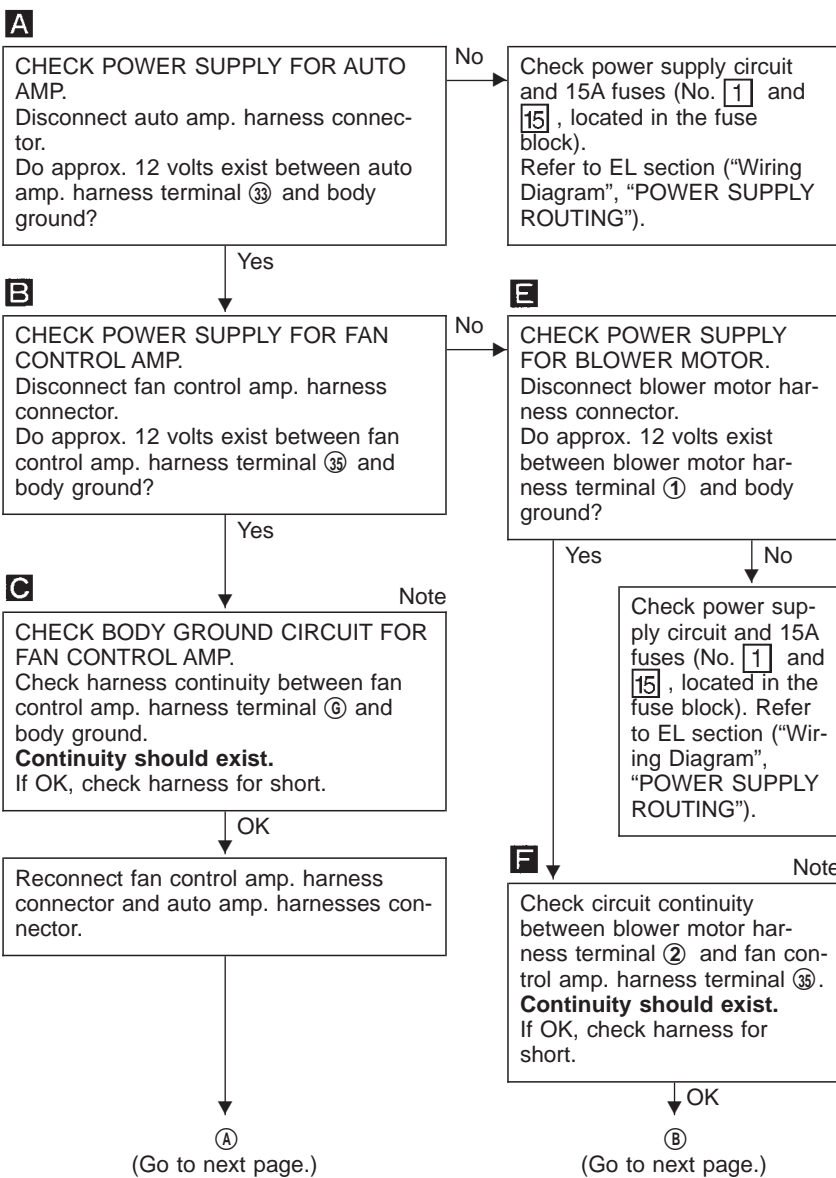 A
CHECK POWER SUPPLY FOR AUTO
AMP.
Disconnect auto amp. harness connec-
tor.
Do approx. 12 volts exist between auto
amp. harness terminal ㉝ and body
ground?
No
Check power supply circuit
and 15A fuses (No. 1 and
15 , located in the fuse
block).
Refer to EL section (“Wiring
Diagram”, “POWER SUPPLY
ROUTING”).
Yes
B
CHECK POWER SUPPLY FOR FAN
CONTROL AMP.
Disconnect fan control amp. harness
connector.
Do approx. 12 volts exist between fan
control amp. harness terminal ㉟ and
body ground?
No
E
CHECK POWER SUPPLY
FOR BLOWER MOTOR.
Disconnect blower motor har-
ness connector.
Do approx. 12 volts exist
between blower motor har-
ness terminal ① and body
ground?
Yes
Yes
No
Check power sup-
ply circuit and 15A
fuses (No. 1 and
15 , located in the
fuse block). Refer
to EL section (“Wir-
ing Diagram”,
“POWER SUPPLY
ROUTING”).
C
Note
CHECK BODY GROUND CIRCUIT FOR
FAN CONTROL AMP.
Check harness continuity between fan
control amp. harness terminal Ⓖ and
body ground.
Continuity should exist.
If OK, check harness for short.
OK
Reconnect fan control amp. harness
connector and auto amp. harnesses con-
nector.
Ⓐ
(Go to next page.)
F
Note
Check circuit continuity
between blower motor har-
ness terminal ② and fan con-
trol amp. harness terminal ㉟.
Continuity should exist.
If OK, check harness for
short.
OK
Ⓑ
(Go to next page.)